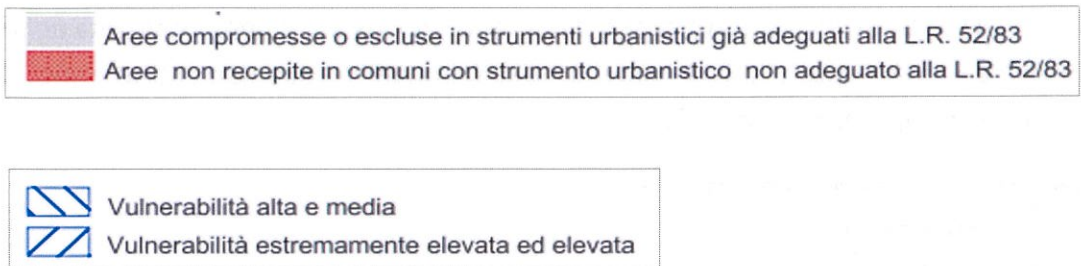 Aree compromesse o escluse in strumenti urbanistici già adeguati alla L.R. 52/83
Aree non recepite in comuni con strumento urbanistico non adeguato alla L.R. 52/83
Vulnerabilità alta e media
Vulnerabilità estremamente elevata ed elevata